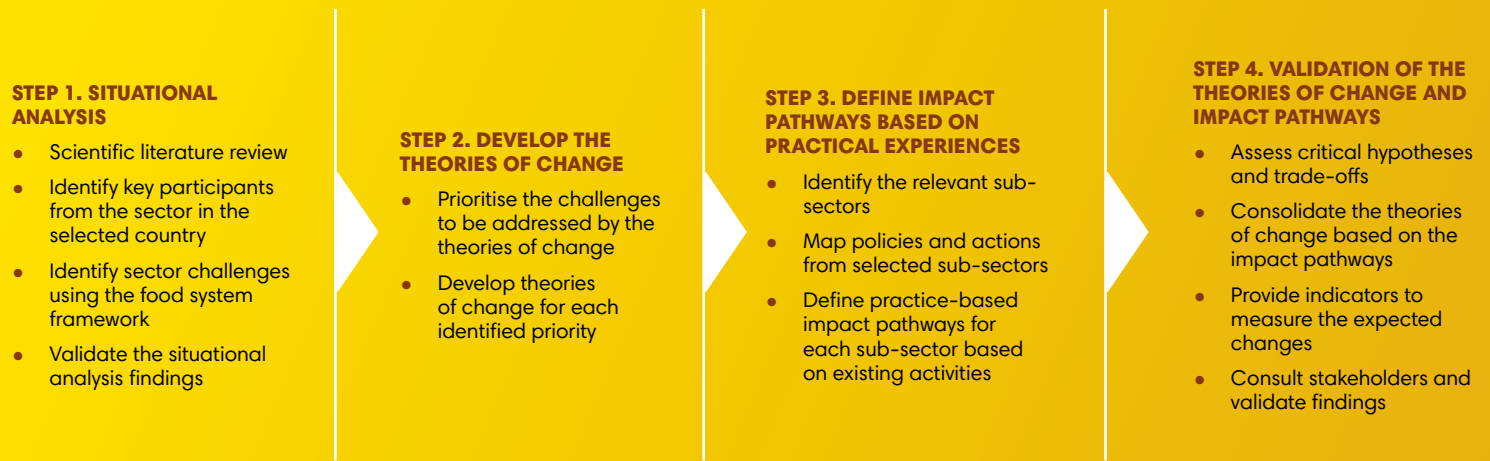 STEP 1. SITUATIONAL
ANALYSIS
● Scientific literature review
● Identify key participants
from the sector in the
selected country
● Identify sector challenges
using the food system
framework
● Validate the situational
analysis findings
STEP 2. DEVELOP THE
THEORIES OF CHANGE
● Prioritise the challenges
to be addressed by the
theories of change
● Develop theories
of change for each
identified priority
STEP 3. DEFINE IMPACT
PATHWAYS BASED ON
PRACTICAL EXPERIENCES
● Identify the relevant sub-
sectors
● Map policies and actions
from selected sub-sectors
● Define practice-based
impact pathways for
each sub-sector based
on existing activities
STEP 4. VALIDATION OF THE
THEORIES OF CHANGE AND
IMPACT PATHWAYS
● Assess critical hypotheses
and trade-offs
● Consolidate the theories
of change based on the
impact pathways
● Provide indicators to
measure the expected
changes
● Consult stakeholders and
validate findings